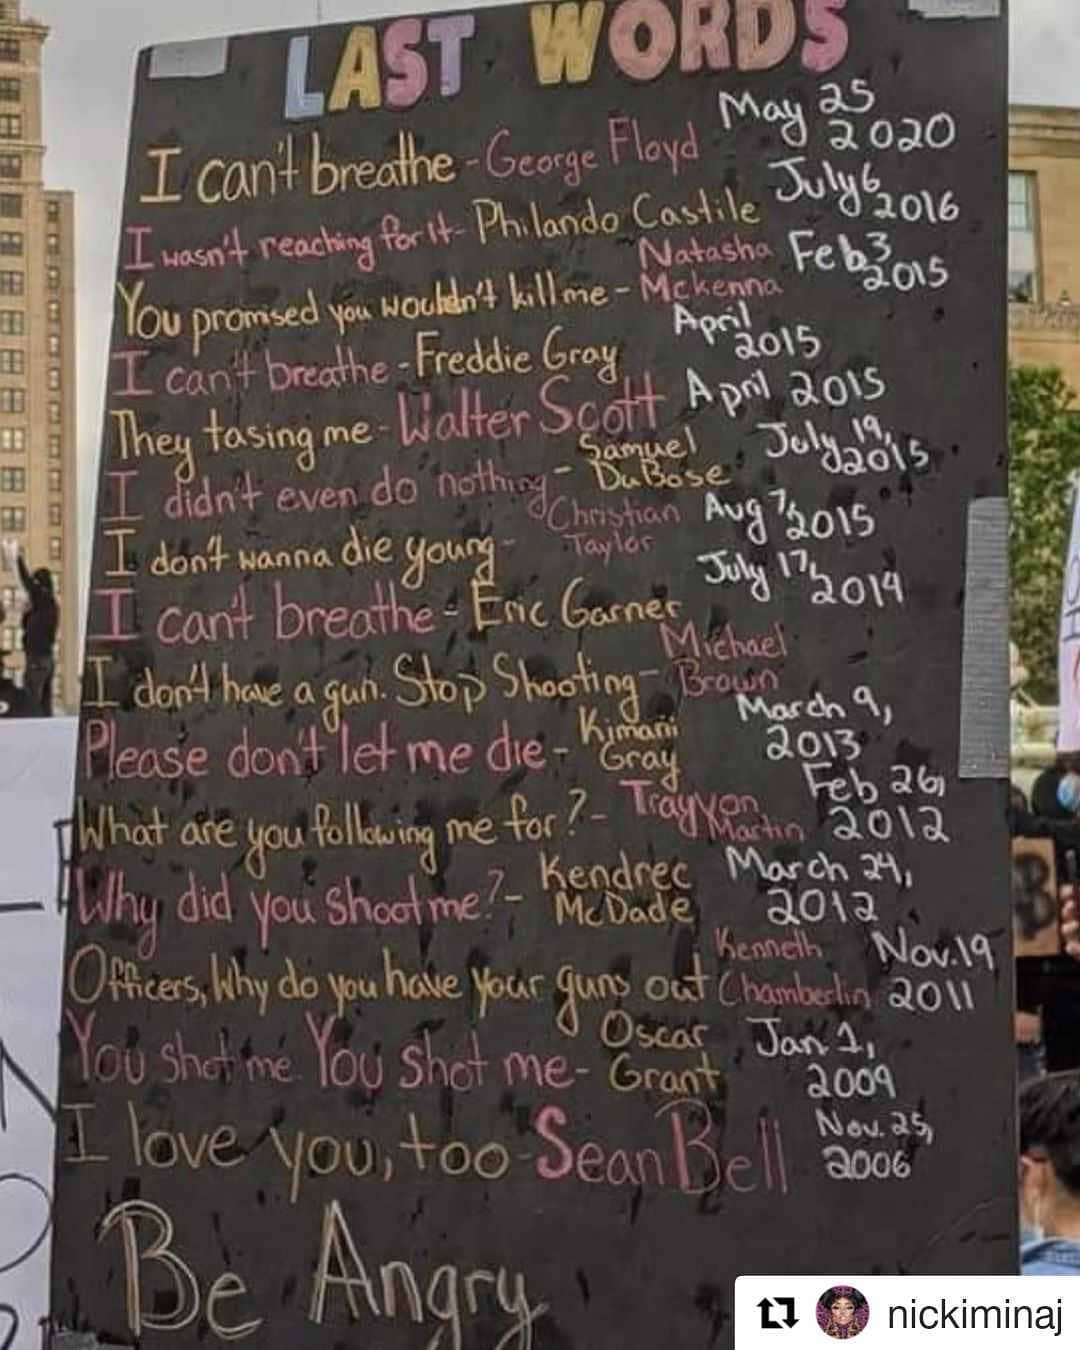 LAST WORDS
I can't breathe - George Floyd May 25 2020
I wasn't reaching for it - Philando Castile July 6 2016
You promised you wouldn't kill me - Natasha Mckenna Feb 3 2015
I can't breathe - Freddie Gray April 2015
They tasing me - Walter Scott April 2015
I didn't even do nothing - Samuel DuBose July 19, 2015
I don't wanna die young - Christian Taylor Aug 7, 2015
I can't breathe - Eric Garner July 17, 2014
I don't have a gun. Stop Shooting - Michael Brown
Please don't let me die - Kimani Gray March 9, 2013
What are you following me for? - Trayvon Martin Feb 26, 2012
Why did you shoot me? - Kendrec McDade March 24, 2012
Officers, Why do you have your guns out Kenneth Chamberlin Nov. 19 2011
You shot me You shot me - Oscar Grant Jan 1, 2009
I love you, too - Sean Bell Nov. 25, 2006
Be Angry
nickiminaj